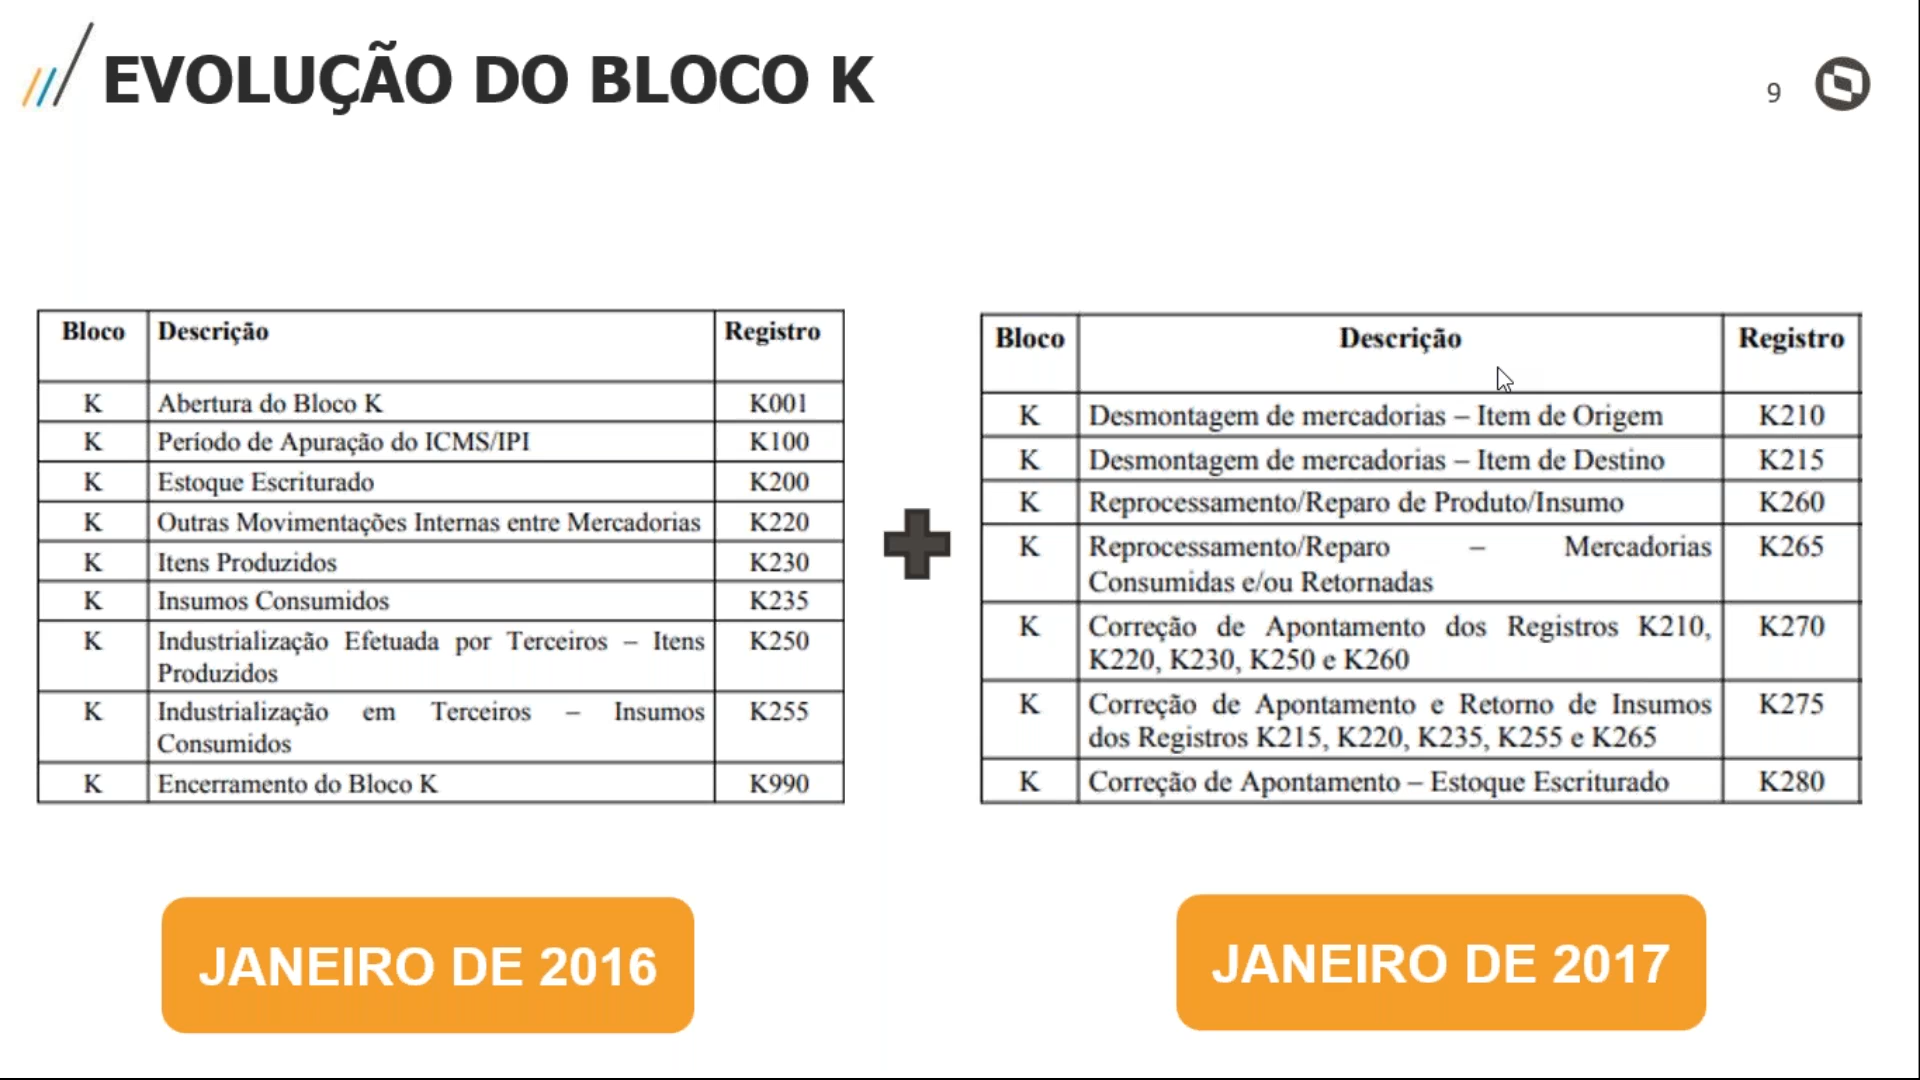 EVOLUÇÃO DO BLOCO K
9
Bloco Descrição Registro
K Abertura do Bloco K K001
K Período de Apuração do ICMS/IPI K100
K Estoque Escriturado K200
K Outras Movimentações Internas entre Mercadorias K220
K Itens Produzidos K230
K Insumos Consumidos K235
K Industrialização Efetuada por Terceiros – Itens K250
Produzidos
K Industrialização em Terceiros – Insumos K255
Consumidos
K Encerramento do Bloco K K990
Bloco Descrição Registro
K Desmontagem de mercadorias – Item de Origem K210
K Desmontagem de mercadorias – Item de Destino K215
K Reprocessamento/Reparo de Produto/Insumo K260
K Reprocessamento/Reparo – Mercadorias K265
Consumidas e/ou Retornadas
K Correção de Apontamento dos Registros K210, K270
K220, K230, K250 e K260
K Correção de Apontamento e Retorno de Insumos K275
dos Registros K215, K220, K235, K255 e K265
K Correção de Apontamento – Estoque Escriturado K280
JANEIRO DE 2016
JANEIRO DE 2017